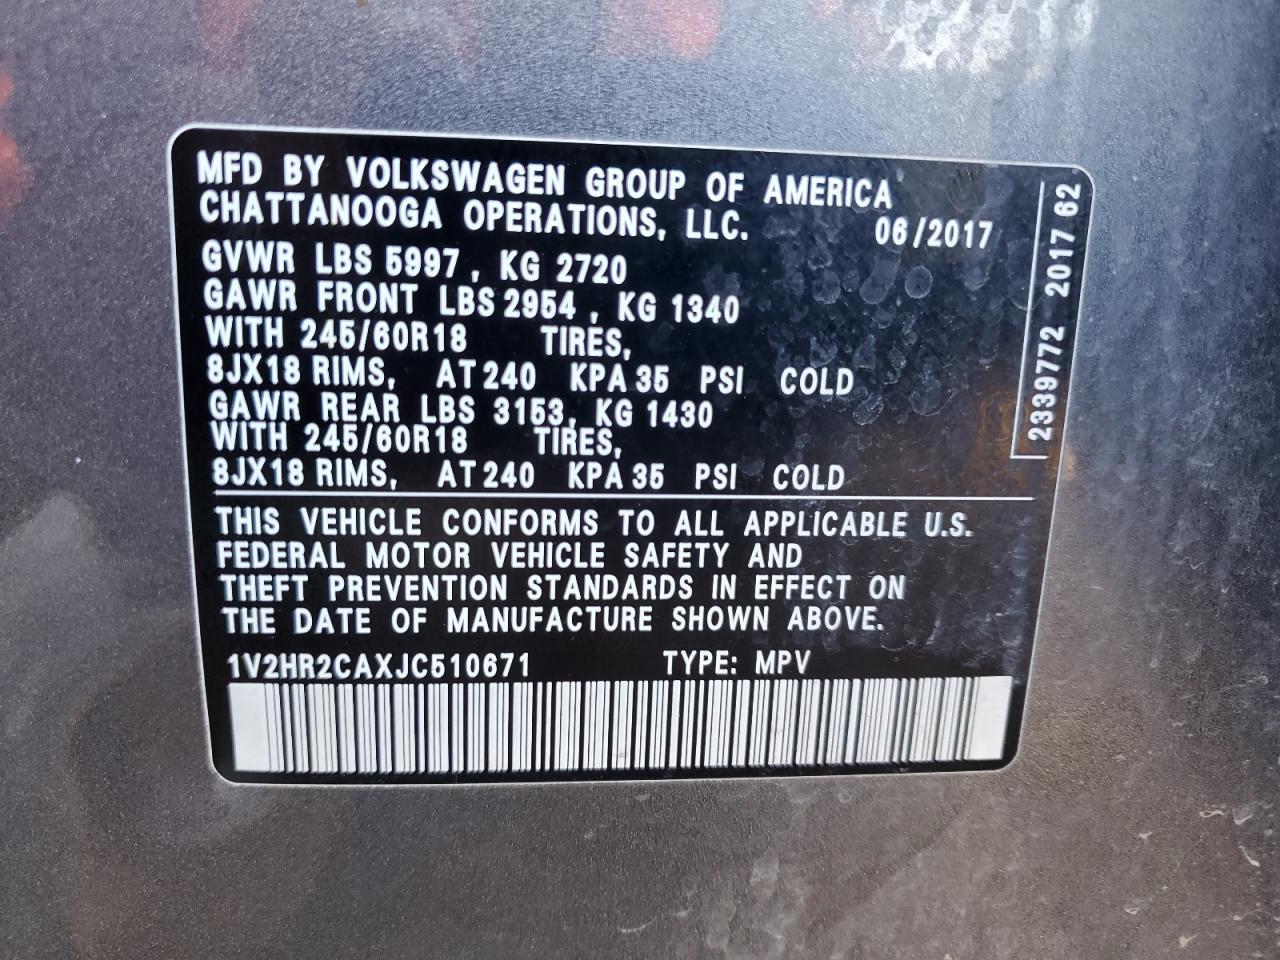 MFD BY VOLKSWAGEN GROUP OF AMERICA
CHATTANOOGA OPERATIONS, LLC. 06/2017
GVWR LBS 5997, KG 2720
GAWR FRONT LBS 2954, KG 1340
WITH 245/60R18 TIRES,
8JX18 RIMS, AT 240 KPA 35 PSI COLD
GAWR REAR LBS 3153, KG 1430
WITH 245/60R18 TIRES,
8JX18 RIMS, AT 240 KPA 35 PSI COLD
THIS VEHICLE CONFORMS TO ALL APPLICABLE U.S.
FEDERAL MOTOR VEHICLE SAFETY AND
THEFT PREVENTION STANDARDS IN EFFECT ON
THE DATE OF MANUFACTURE SHOWN ABOVE.
1V2HR2CAXJC510671 TYPE: MPV
2339772 2017 62